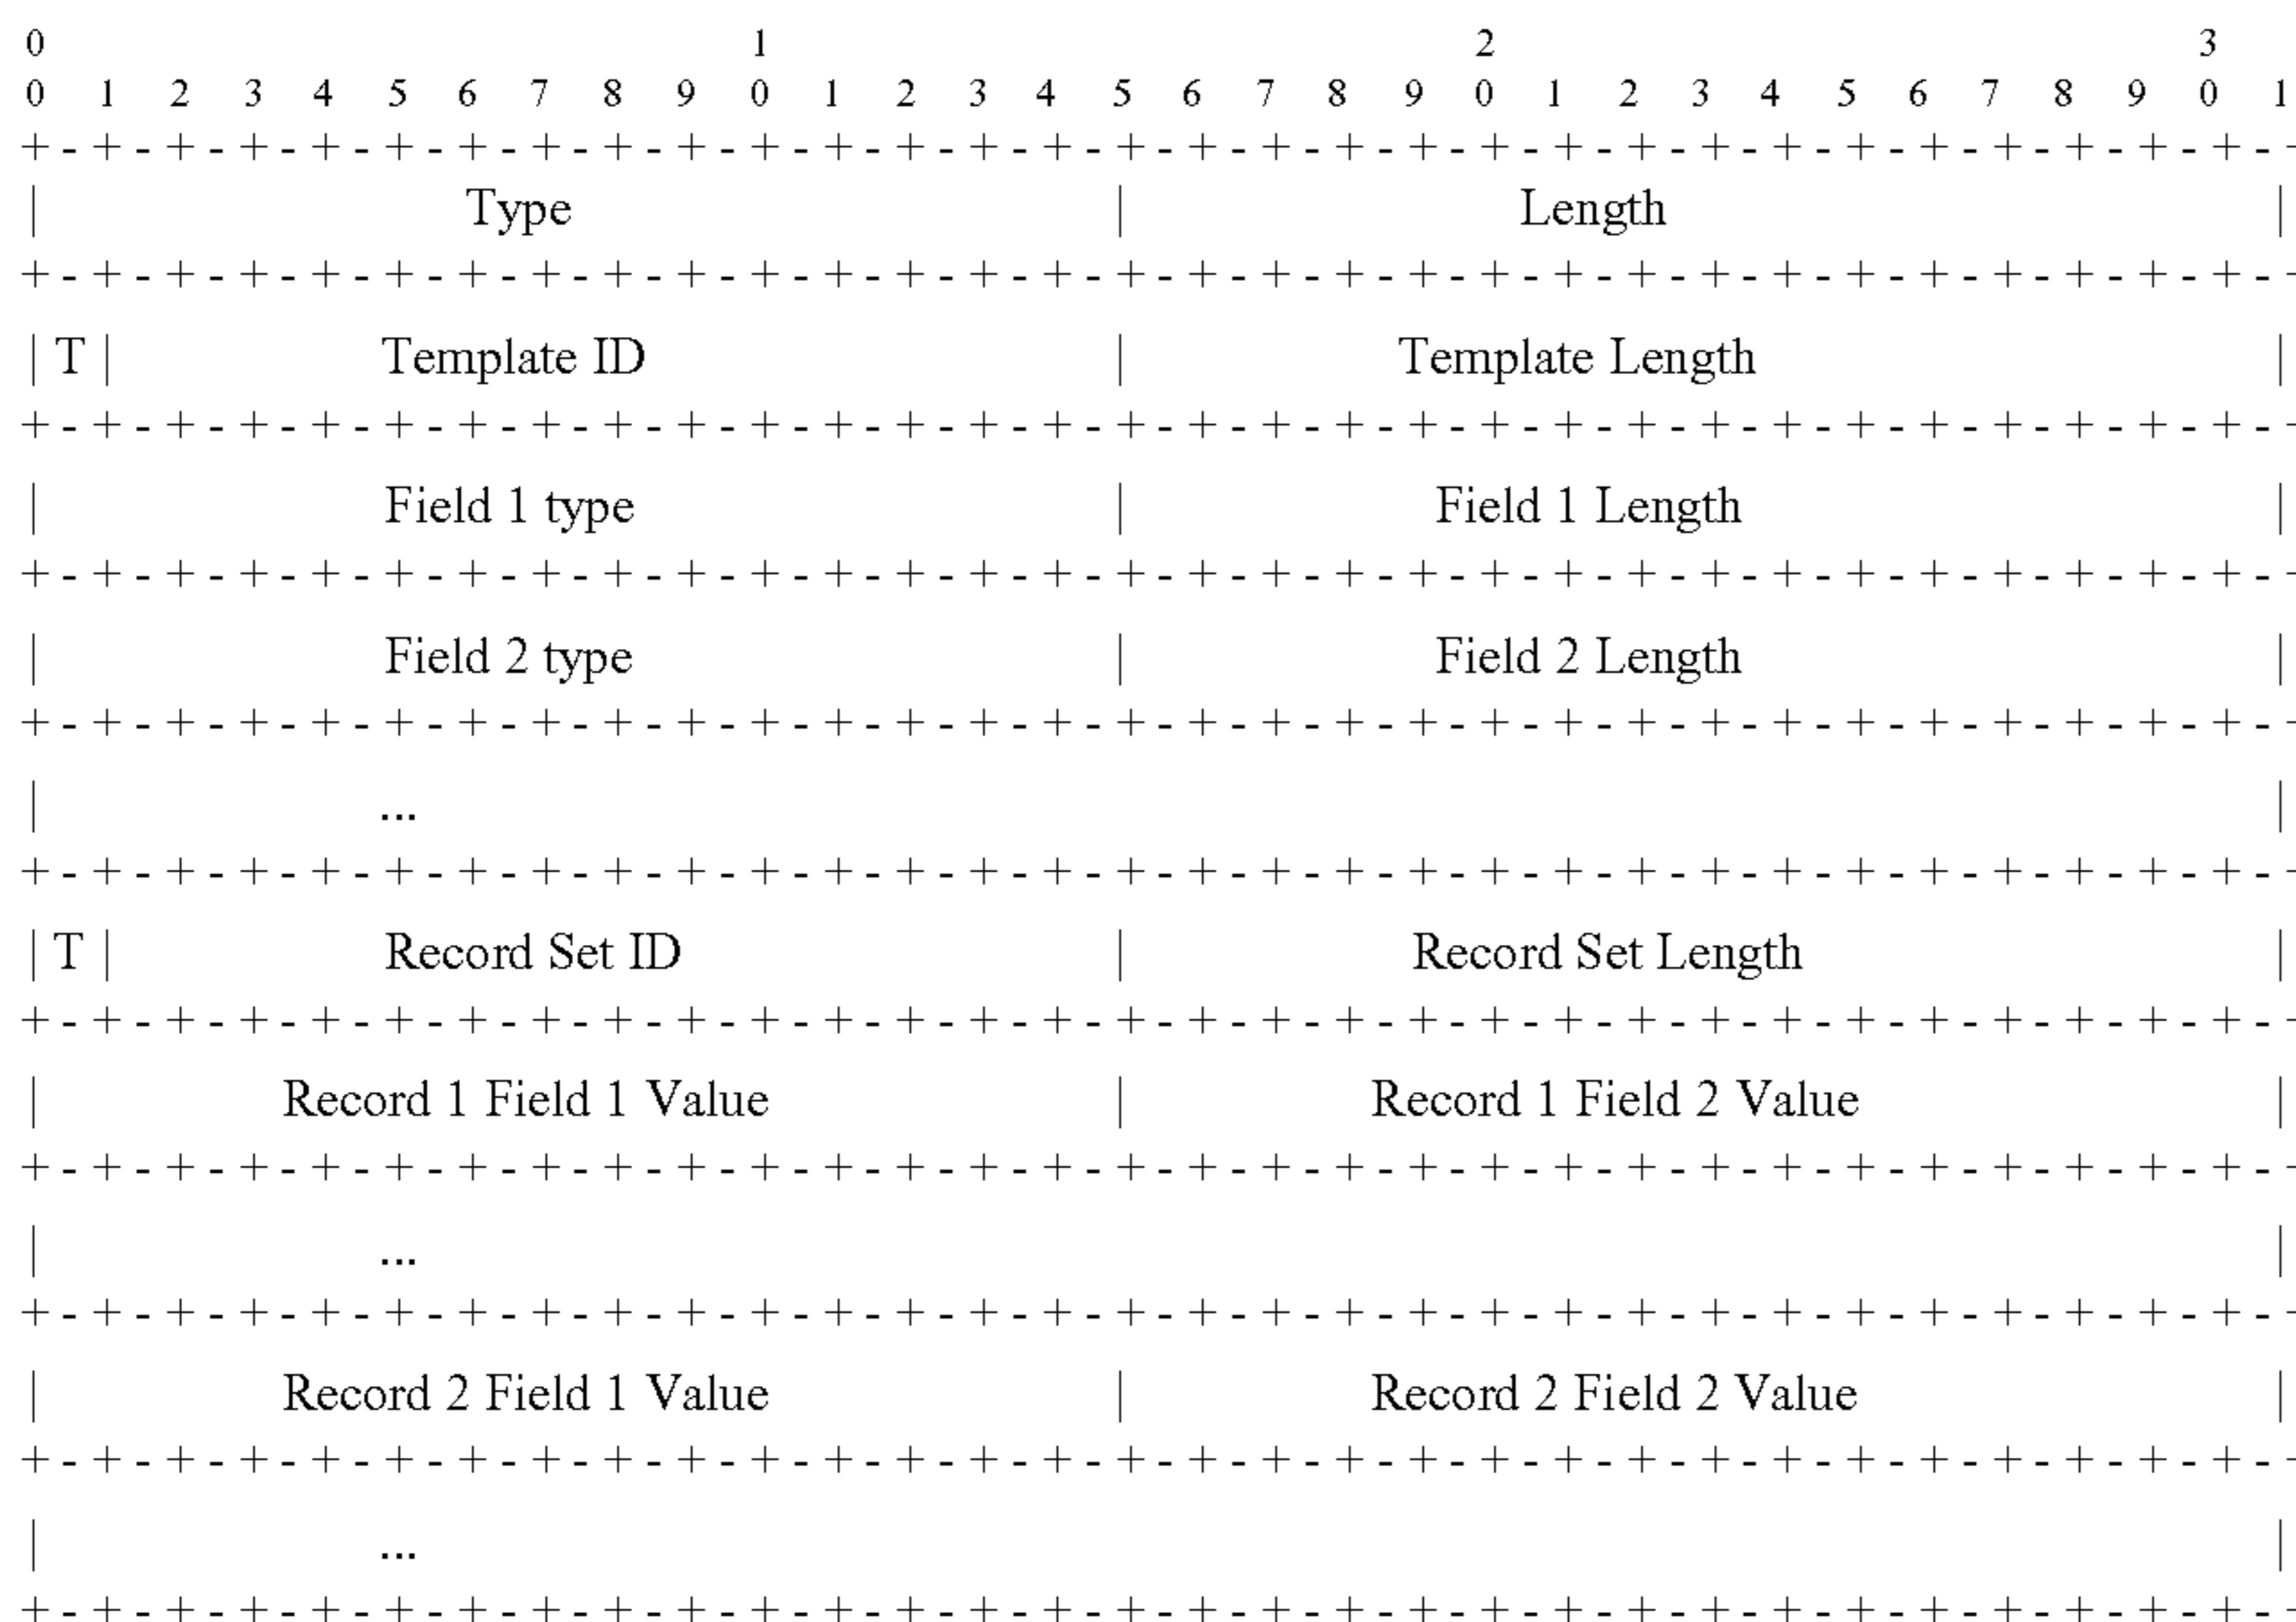 0 1 2 3
0 1 2 3 4 5 6 7 8 9 0 1 2 3 4 5 6 7 8 9 0 1 2 3 4 5 6 7 8 9 0 1
+-+-+-+-+-+-+-+-+-+-+-+-+-+-+-+-+-+-+-+-+-+-+-+-+-+-+-+-+-+-+-+-+
| Type | Length |
+-+-+-+-+-+-+-+-+-+-+-+-+-+-+-+-+-+-+-+-+-+-+-+-+-+-+-+-+-+-+-+-+
| T | Template ID | Template Length |
+-+-+-+-+-+-+-+-+-+-+-+-+-+-+-+-+-+-+-+-+-+-+-+-+-+-+-+-+-+-+-+-+
| Field 1 type | Field 1 Length |
+-+-+-+-+-+-+-+-+-+-+-+-+-+-+-+-+-+-+-+-+-+-+-+-+-+-+-+-+-+-+-+-+
| Field 2 type | Field 2 Length |
+-+-+-+-+-+-+-+-+-+-+-+-+-+-+-+-+-+-+-+-+-+-+-+-+-+-+-+-+-+-+-+-+
| ... |
+-+-+-+-+-+-+-+-+-+-+-+-+-+-+-+-+-+-+-+-+-+-+-+-+-+-+-+-+-+-+-+-+
| T | Record Set ID | Record Set Length |
+-+-+-+-+-+-+-+-+-+-+-+-+-+-+-+-+-+-+-+-+-+-+-+-+-+-+-+-+-+-+-+-+
| Record 1 Field 1 Value | Record 1 Field 2 Value |
+-+-+-+-+-+-+-+-+-+-+-+-+-+-+-+-+-+-+-+-+-+-+-+-+-+-+-+-+-+-+-+-+
| ... |
+-+-+-+-+-+-+-+-+-+-+-+-+-+-+-+-+-+-+-+-+-+-+-+-+-+-+-+-+-+-+-+-+
| Record 2 Field 1 Value | Record 2 Field 2 Value |
+-+-+-+-+-+-+-+-+-+-+-+-+-+-+-+-+-+-+-+-+-+-+-+-+-+-+-+-+-+-+-+-+
| ... |
+-+-+-+-+-+-+-+-+-+-+-+-+-+-+-+-+-+-+-+-+-+-+-+-+-+-+-+-+-+-+-+-+